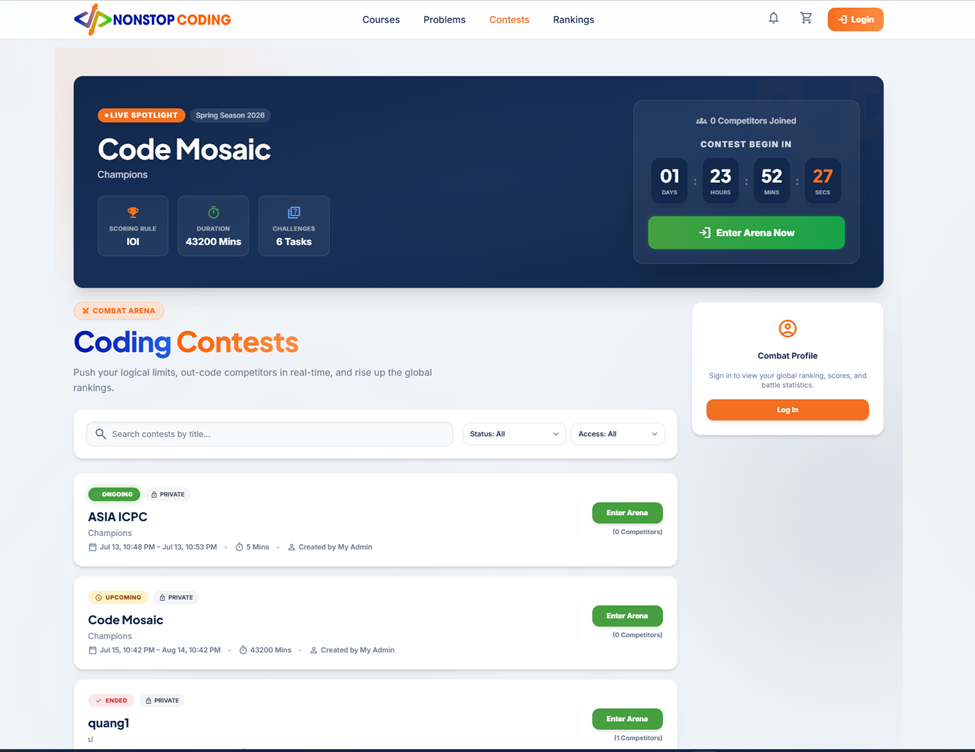 NONSTOP CODING
Courses
Problems
Contests
Rankings
Login
LIVE SPOTLIGHT
Spring Season 2026
Code Mosaic
Champions
SCORING RULE
IOI
DURATION
43200 Mins
CHALLENGES
6 Tasks
0 Competitors Joined
CONTEST BEGIN IN
01 : 23 : 52 : 27
DAYS HOURS MINS SECS
Enter Arena Now
COMBAT ARENA
Coding Contests
Push your logical limits, out-code competitors in real-time, and rise up the global
rankings.
Search contests by title...
Status: All
Access: All
ONGOING
PRIVATE
ASIA ICPC
Champions
Jul 13, 10:48 PM – Jul 13, 10:53 PM • 5 Mins • Created by My Admin
Enter Arena
(0 Competitors)
UPCOMING
PRIVATE
Code Mosaic
Champions
Jul 15, 10:42 PM – Aug 14, 10:42 PM • 43200 Mins • Created by My Admin
Enter Arena
(0 Competitors)
ENDED
PRIVATE
quang1
ư
Enter Arena
(1 Competitors)
Combat Profile
Sign in to view your global ranking, scores, and
battle statistics.
Log In